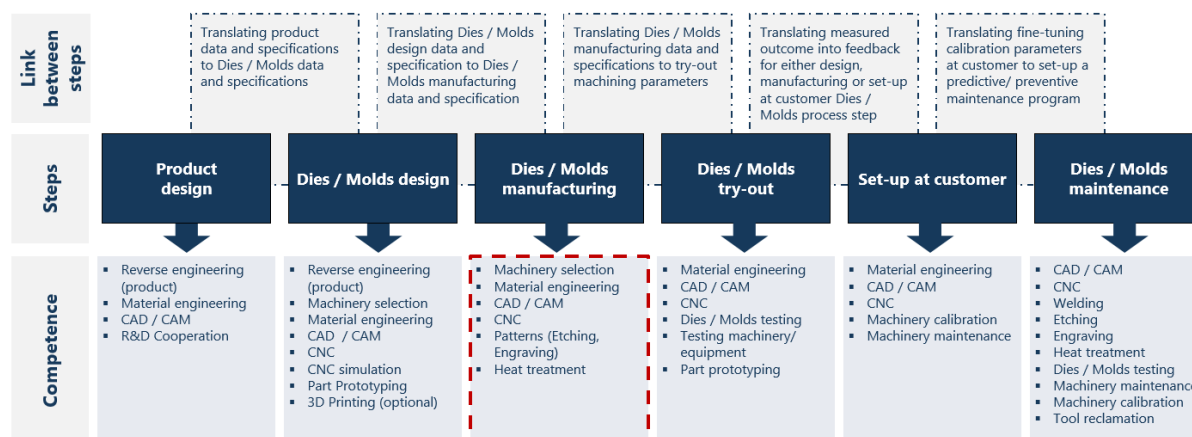 Link
between
steps
Translating product
data and specifications
to Dies / Molds data
and specifications
Translating Dies / Molds
design data and
specification to Dies /
Molds manufacturing
data and specification
Translating Dies / Molds
manufacturing data and
specifications to try-out
machining parameters
Translating measured
outcome into feedback
for either design,
manufacturing or set-up
at customer Dies /
Molds process step
Translating fine-tuning
calibration parameters
at customer to set-up a
predictive/ preventive
maintenance program
Steps
Product
design
Dies / Molds design
Dies / Molds
manufacturing
Dies / Molds
try-out
Set-up at customer
Dies / Molds
maintenance
Competence
▪ Reverse engineering
(product)
▪ Material engineering
▪ CAD / CAM
▪ R&D Cooperation
▪ Reverse engineering
(product)
▪ Machinery selection
▪ Material engineering
▪ CAD / CAM
▪ CNC
▪ CNC simulation
▪ Part Prototyping
▪ 3D Printing (optional)
▪ Machinery selection
▪ Material engineering
▪ CAD / CAM
▪ CNC
▪ Patterns (Etching,
Engraving)
▪ Heat treatment
▪ Material engineering
▪ CAD / CAM
▪ CNC
▪ Dies / Molds testing
▪ Testing machinery/
equipment
▪ Part prototyping
▪ Material engineering
▪ CAD / CAM
▪ CNC
▪ Machinery calibration
▪ Machinery maintenance
▪ CAD / CAM
▪ CNC
▪ Welding
▪ Etching
▪ Engraving
▪ Heat treatment
▪ Dies / Molds testing
▪ Machinery maintenance
▪ Machinery calibration
▪ Tool reclamation